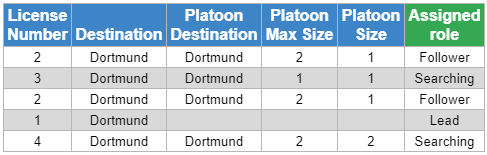 License Number Destination Platoon Destination Platoon Max Size Platoon Size Assigned role
2 Dortmund Dortmund 2 1 Follower
3 Dortmund Dortmund 1 1 Searching
2 Dortmund Dortmund 2 1 Follower
1 Dortmund Lead
4 Dortmund Dortmund 2 2 Searching